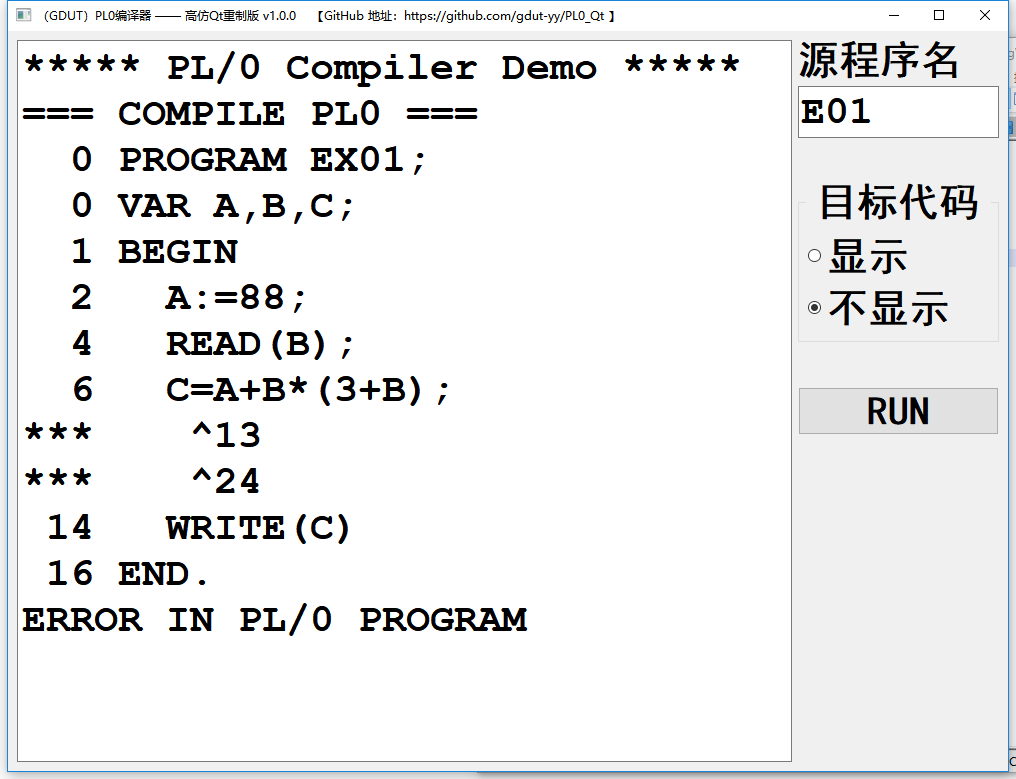 （GDUT）PL0编译器 —— 高仿Qt重制版 v1.0.0 【GitHub 地址：https://github.com/gdut-yy/PL0_Qt 】
***** PL/0 Compiler Demo *****
=== COMPILE PL0 ===
0 PROGRAM EX01;
0 VAR A,B,C;
1 BEGIN
2 A:=88;
4 READ(B);
6 C=A+B*(3+B);
*** ^13
*** ^24
14 WRITE(C)
16 END.
ERROR IN PL/0 PROGRAM
源程序名
E01
目标代码
显示
不显示
RUN